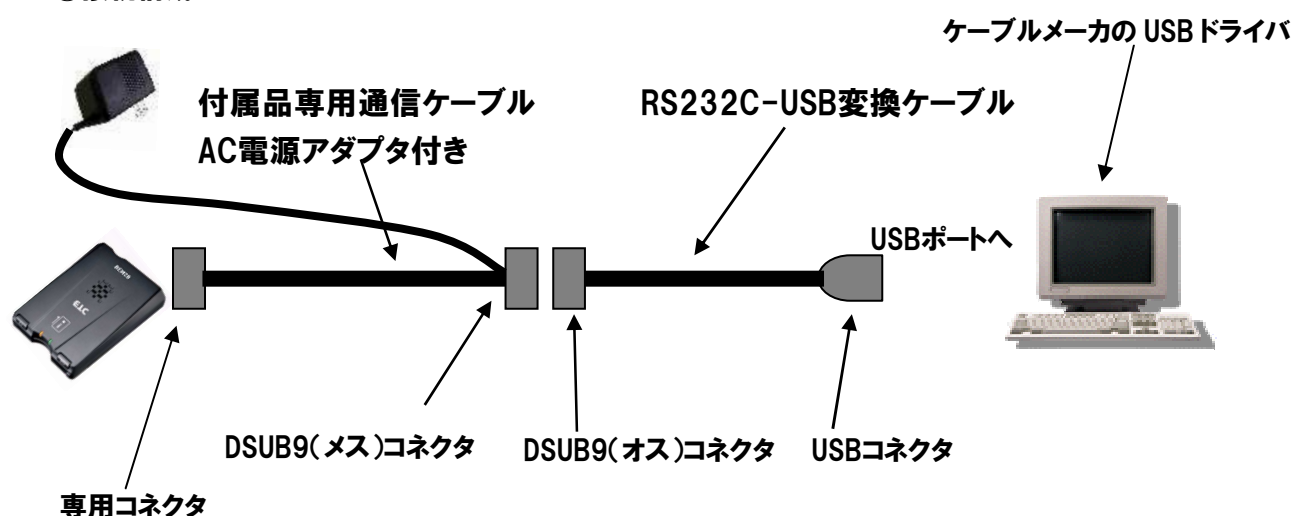 ケーブルメーカの USBドライバ
付属品専用通信ケーブル
AC電源アダプタ付き
RS232C-USB変換ケーブル
USBポートへ
ETC
DSUB9(メス)コネクタ
DSUB9(オス)コネクタ
USBコネクタ
専用コネクタ